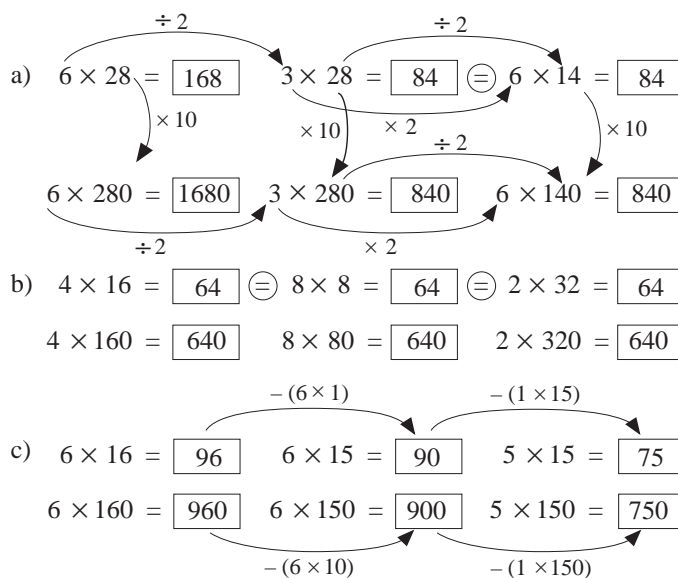 ÷ 2 ÷ 2
a) 6 × 28 = 168 3 × 28 = 84 = 6 × 14 = 84
× 10 × 10 × 2 × 10
÷ 2
6 × 280 = 1680 3 × 280 = 840 6 × 140 = 840
÷ 2 × 2
b) 4 × 16 = 64 = 8 × 8 = 64 = 2 × 32 = 64
4 × 160 = 640 8 × 80 = 640 2 × 320 = 640
– (6 × 1) – (1 × 15)
c) 6 × 16 = 96 6 × 15 = 90 5 × 15 = 75
6 × 160 = 960 6 × 150 = 900 5 × 150 = 750
– (6 × 10) – (1 × 150)